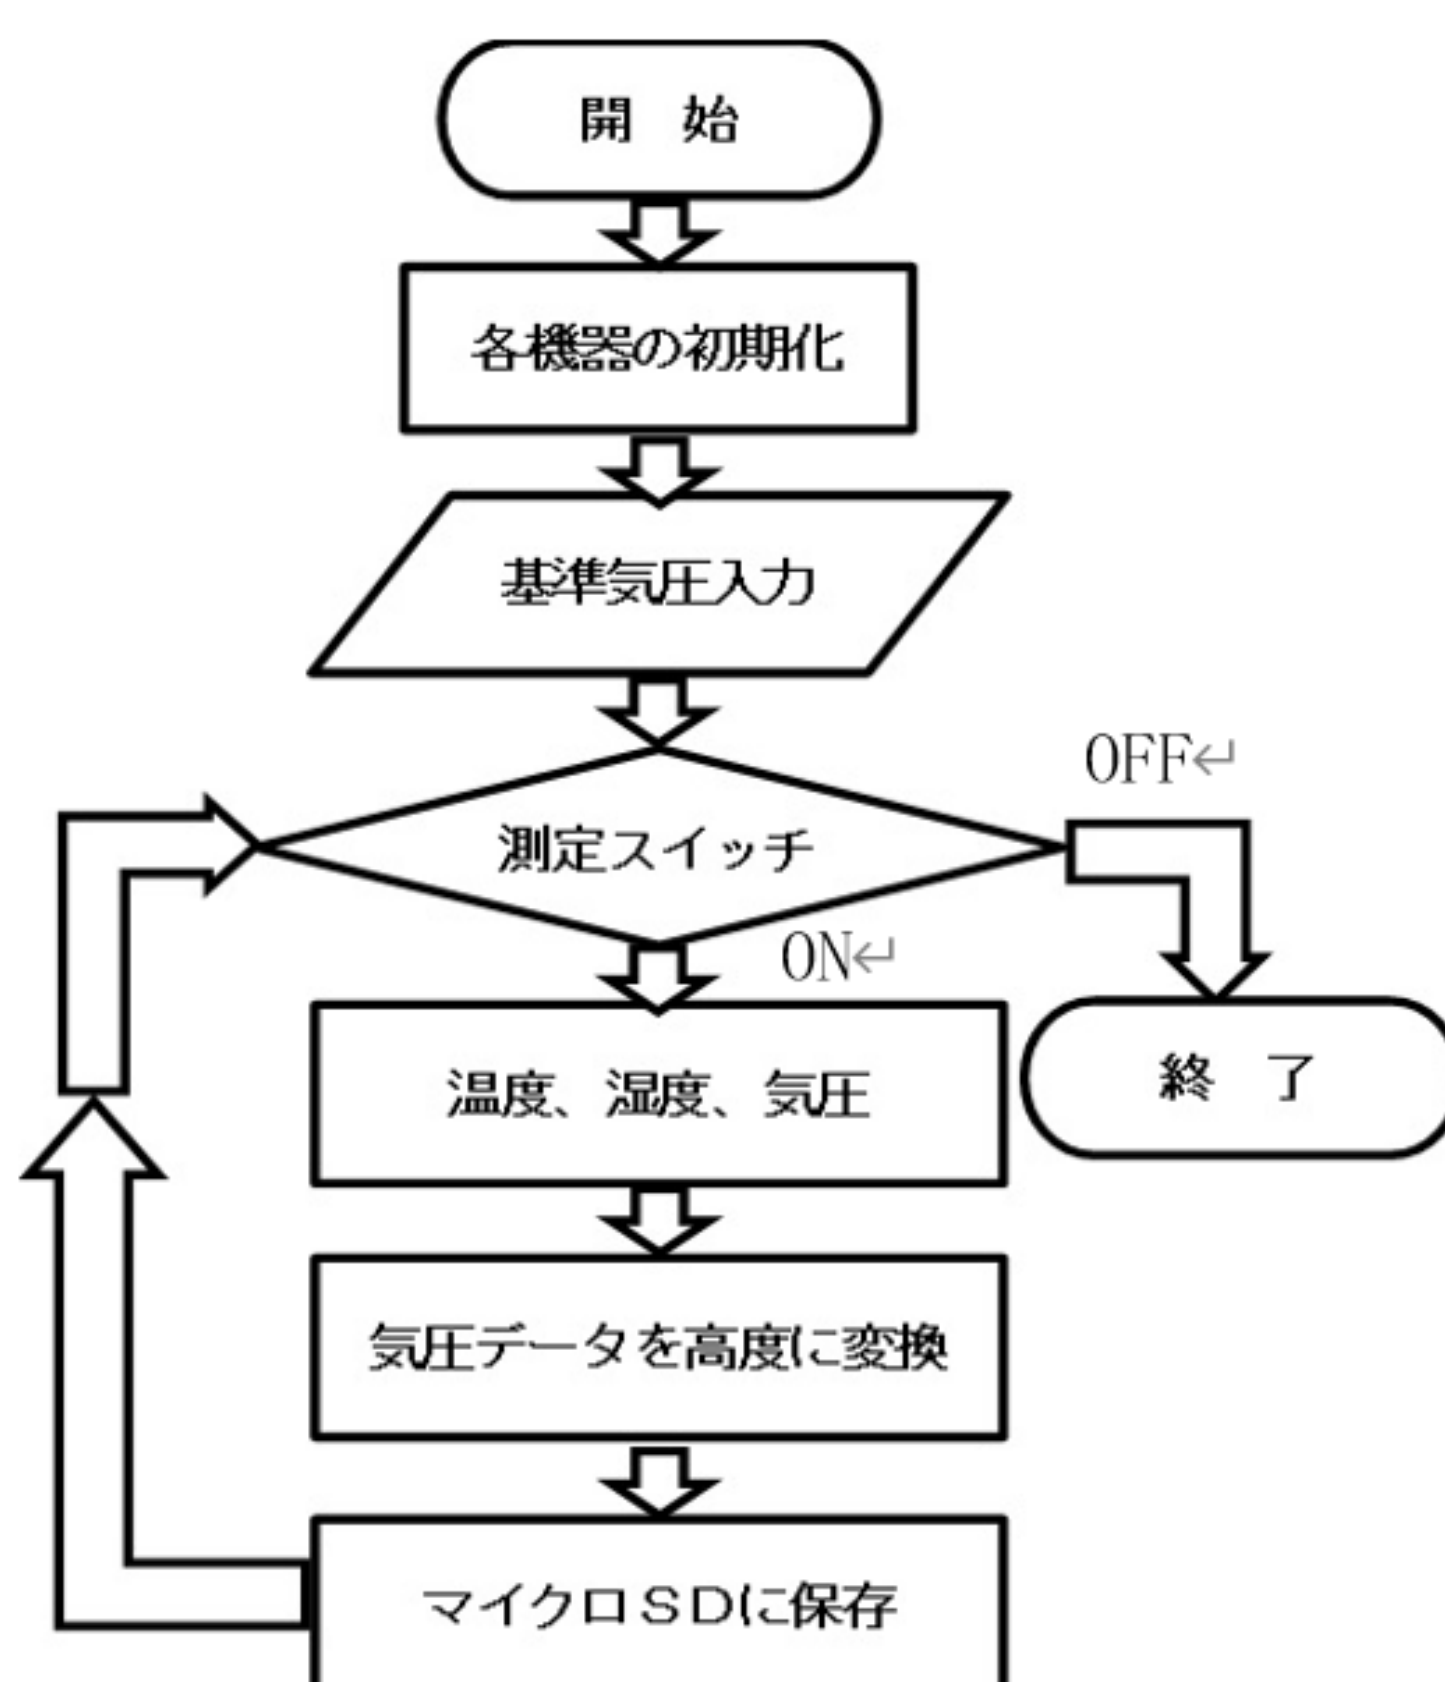 開　始
各機器の初期化
基準気圧入力
OFF↵
測定スイッチ
ON↵
温度、湿度、気圧
終　了
気圧データを高度に変換
マイクロＳＤに保存